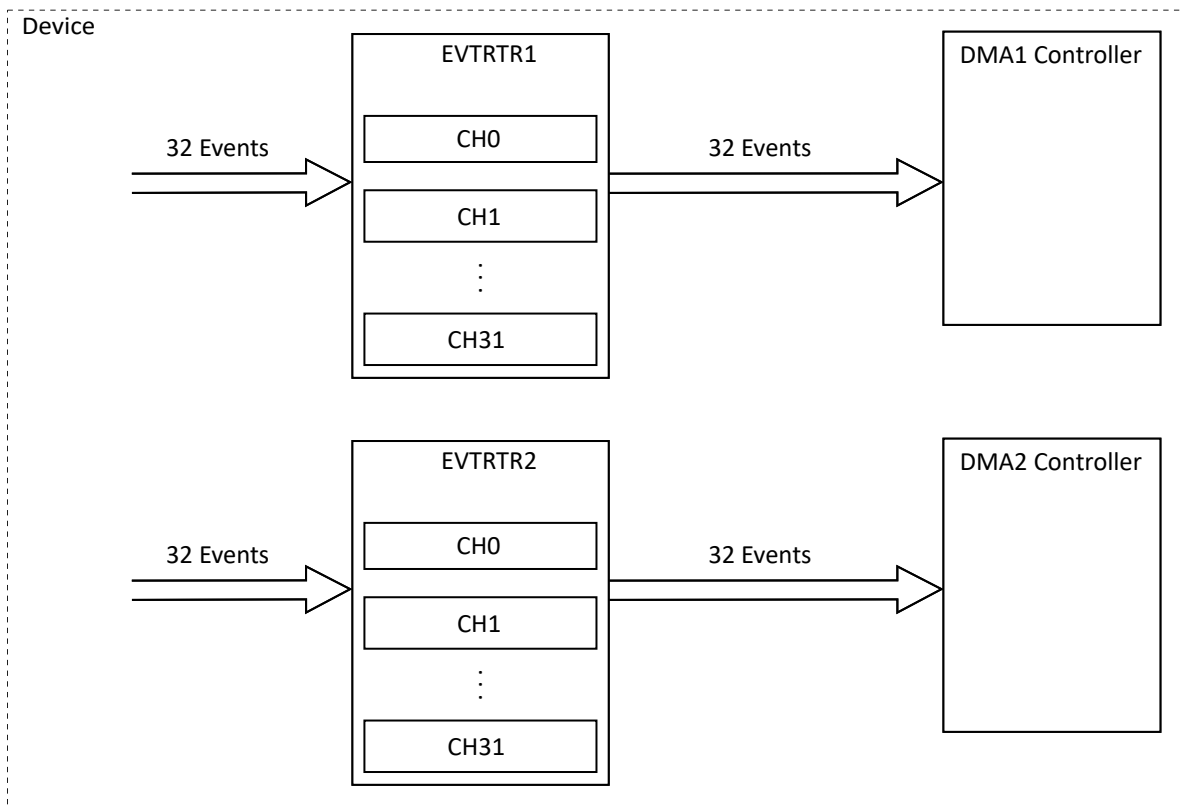 Device
EVTRTR1
DMA1 Controller
CH0
32 Events
32 Events
CH1
⋮
CH31
EVTRTR2
DMA2 Controller
CH0
32 Events
32 Events
CH1
⋮
CH31